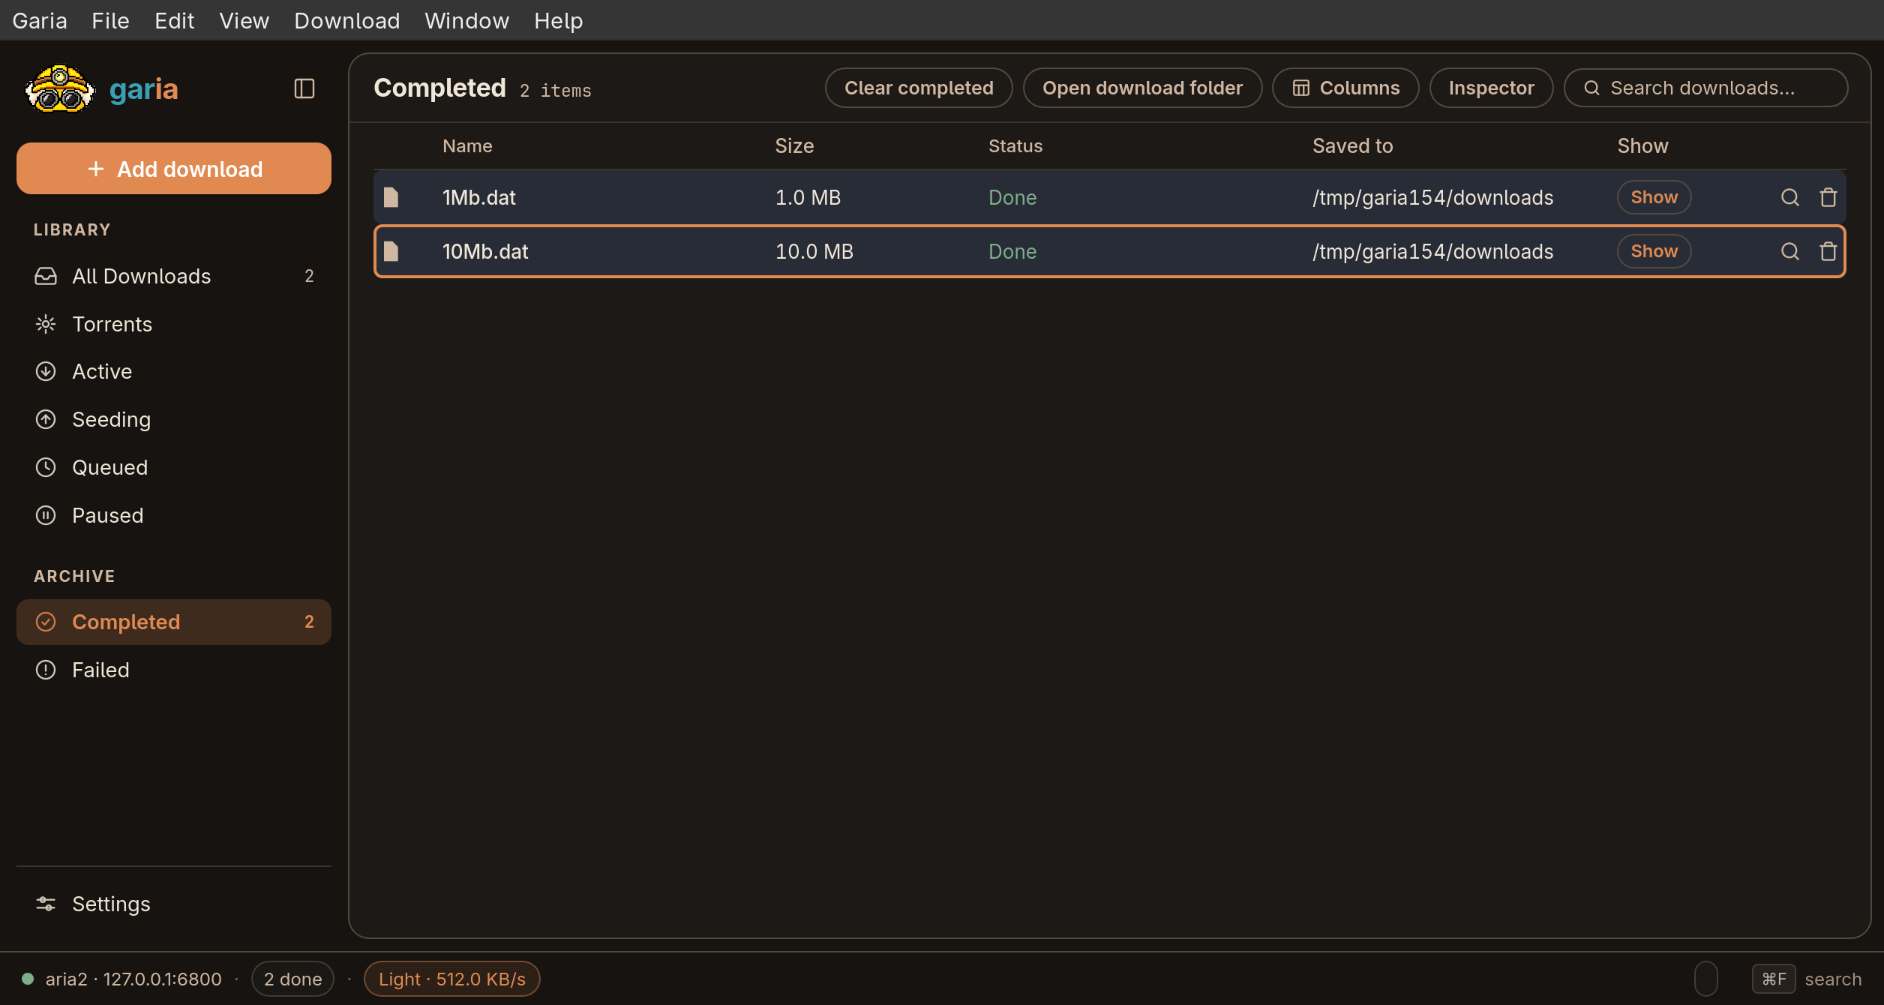 Garia File Edit View Download Window Help
garia
Completed 2 items
Clear completed
Open download folder
Columns
Inspector
Search downloads...
+ Add download
LIBRARY
All Downloads 2
Torrents
Active
Seeding
Queued
Paused
ARCHIVE
Completed 2
Failed
Settings
Name Size Status Saved to Show
1Mb.dat 1.0 MB Done /tmp/garia154/downloads Show
10Mb.dat 10.0 MB Done /tmp/garia154/downloads Show
aria2 · 127.0.0.1:6800 · 2 done · Light · 512.0 KB/s
⌘F search